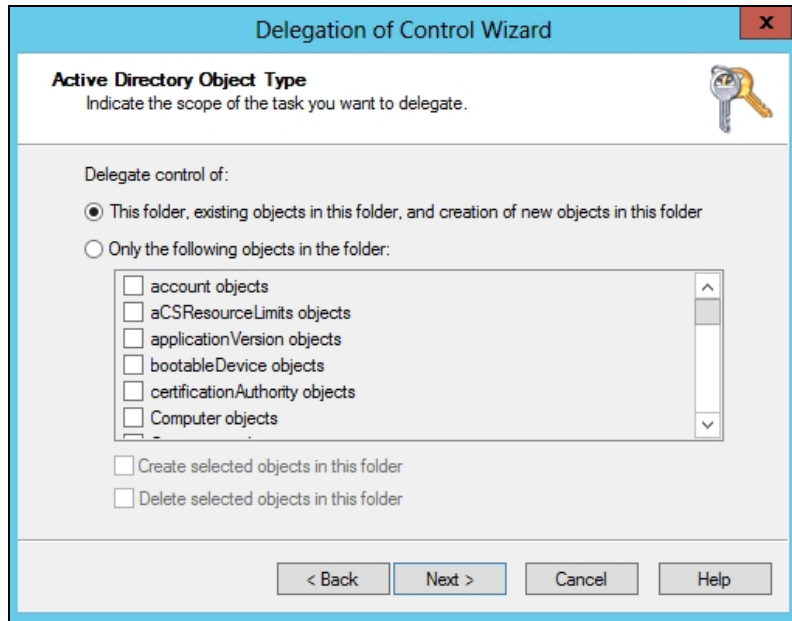 Delegation of Control Wizard
x
Active Directory Object Type
Indicate the scope of the task you want to delegate.
Delegate control of:
This folder, existing objects in this folder, and creation of new objects in this folder
Only the following objects in the folder:
account objects
aCSResourceLimits objects
applicationVersion objects
bootableDevice objects
certificationAuthority objects
Computer objects
Create selected objects in this folder
Delete selected objects in this folder
< Back Next > Cancel Help